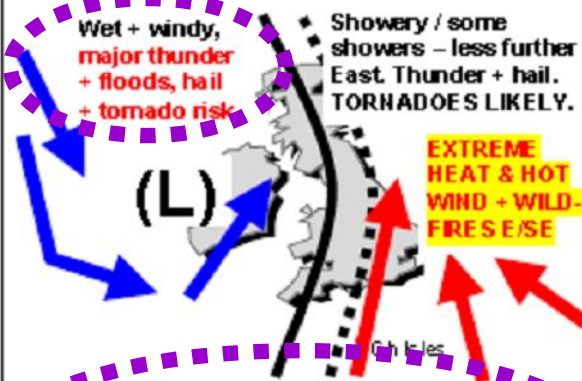 Wet + windy,
major thunder
+ floods, hail
+ tornado risk
Showery / some
showers – less further
East. Thunder + hail.
TORNADOES LIKELY.
EXTREME
HEAT & HOT
WIND + WILD-
FIRES E/SE
(L)
Isles